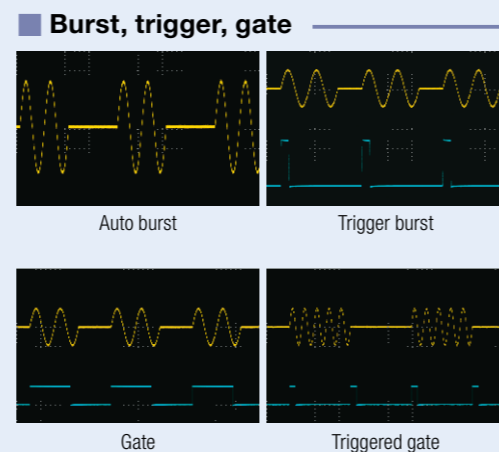 Burst, trigger, gate
Auto burst
Trigger burst
Gate
Triggered gate